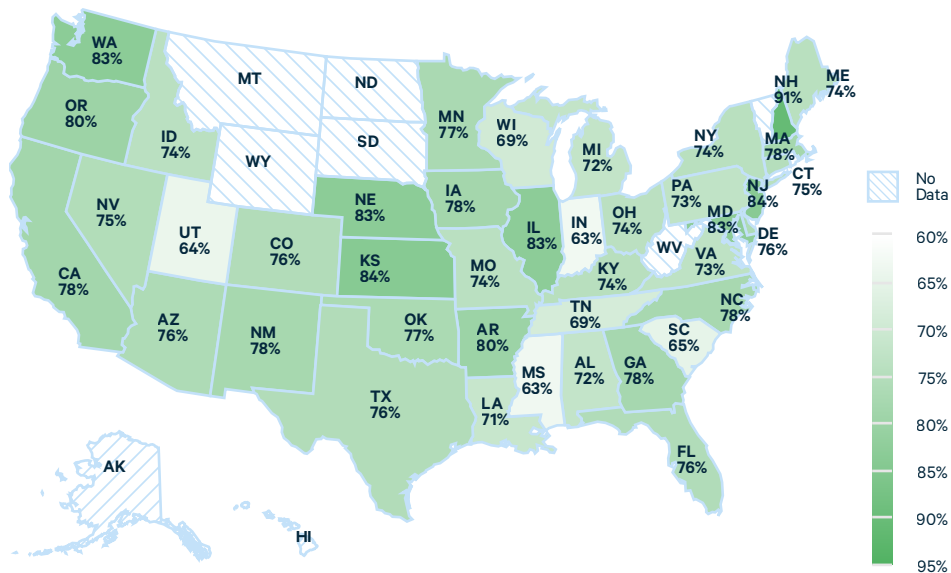 WA
83%
OR
80%
ID
74%
MT
ND
SD
WY
MN
77%
WI
69%
MI
72%
NY
74%
NH
91%
ME
74%
MA
78%
CT
75%
NJ
84%
PA
73%
MD
83%
DE
76%
NV
75%
UT
64%
CO
76%
NE
83%
KS
84%
IA
78%
IL
83%
IN
63%
OH
74%
WV
VA
73%
CA
78%
AZ
76%
NM
78%
OK
77%
MO
74%
KY
74%
TN
69%
NC
78%
SC
65%
AR
80%
MS
63%
AL
72%
GA
78%
TX
76%
LA
71%
FL
76%
AK
HI
No
Data
60%
65%
70%
75%
80%
85%
90%
95%